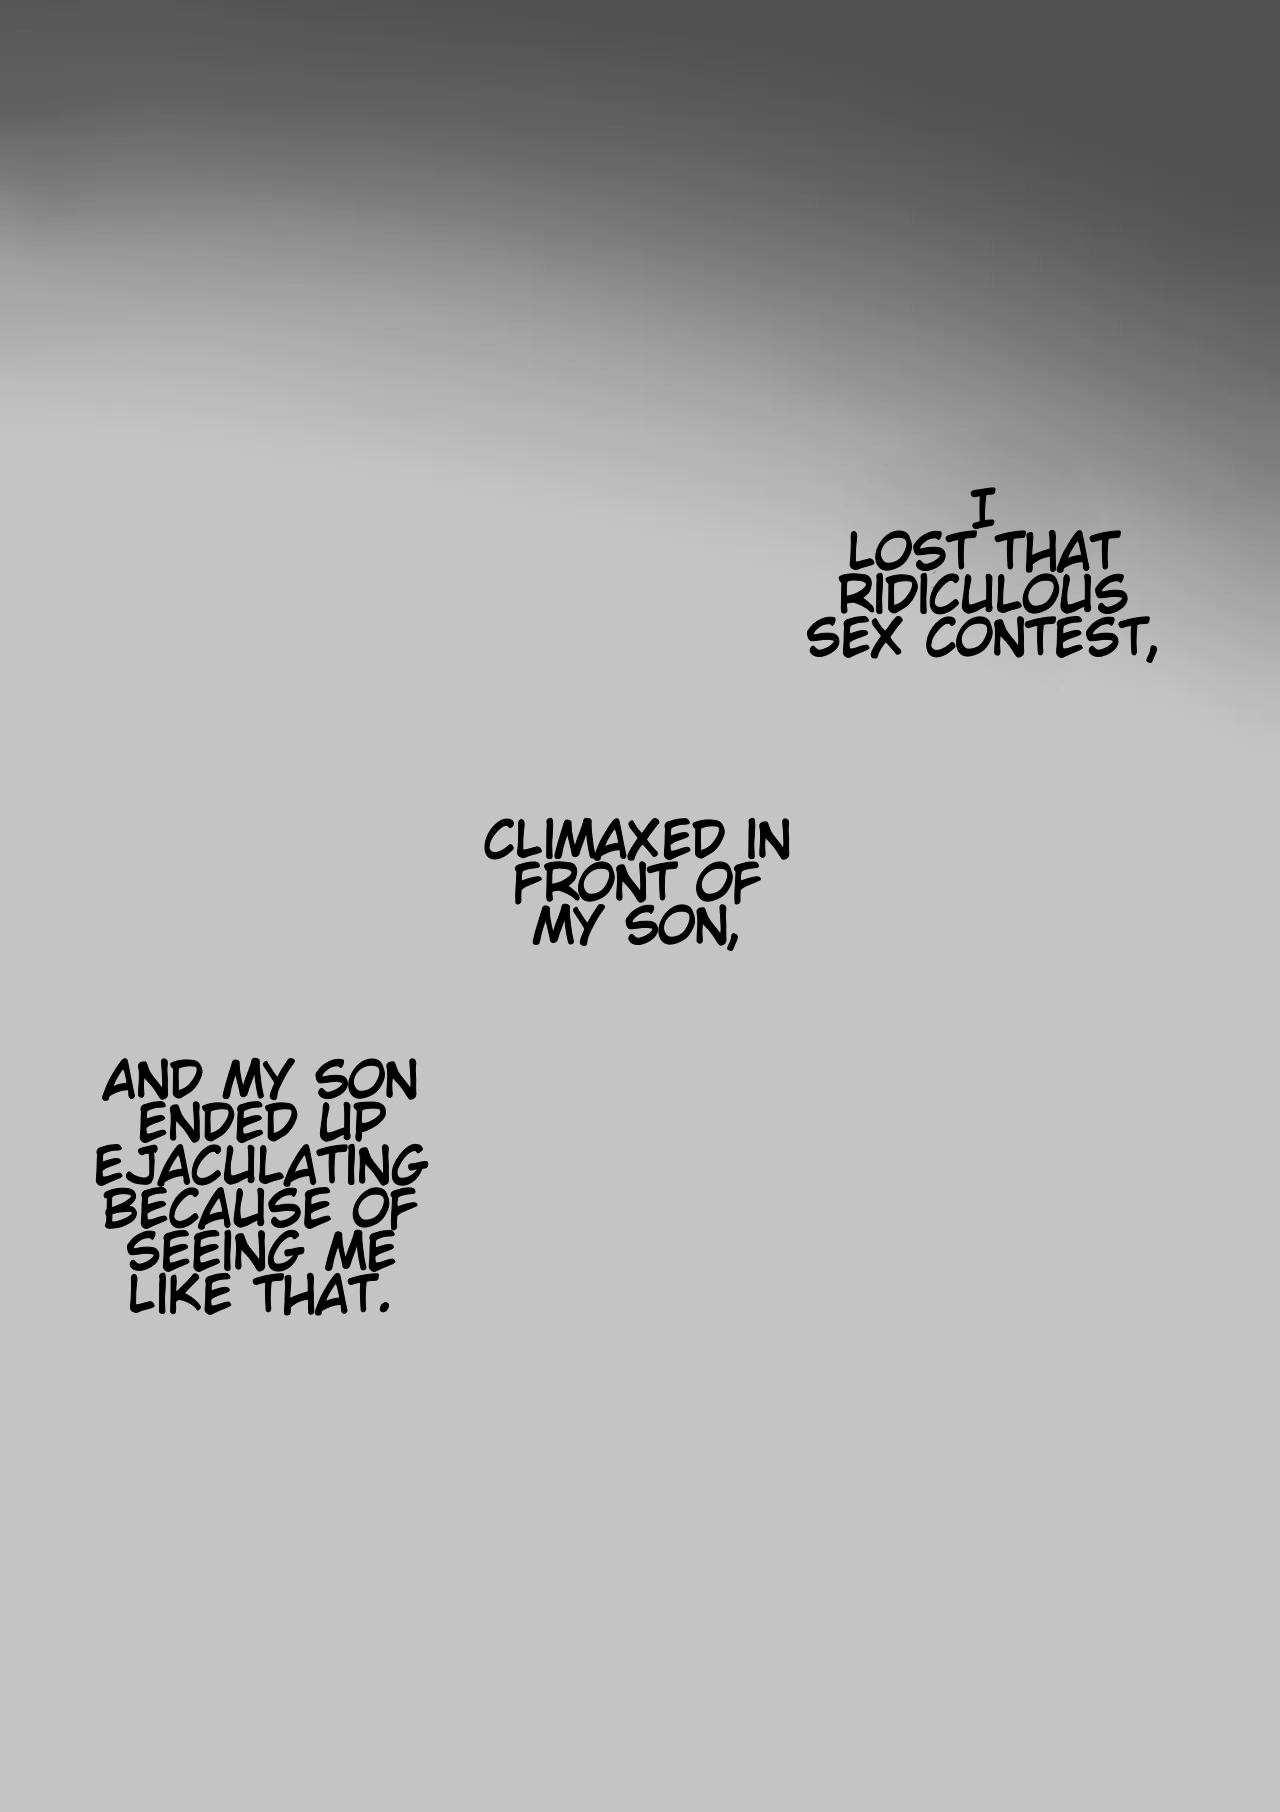 I
LOST THAT
RIDICULOUS
SEX CONTEST,
CLIMAXED IN
FRONT OF
MY SON,
AND MY SON
ENDED UP
EJACULATING
BECAUSE OF
SEEING ME
LIKE THAT.